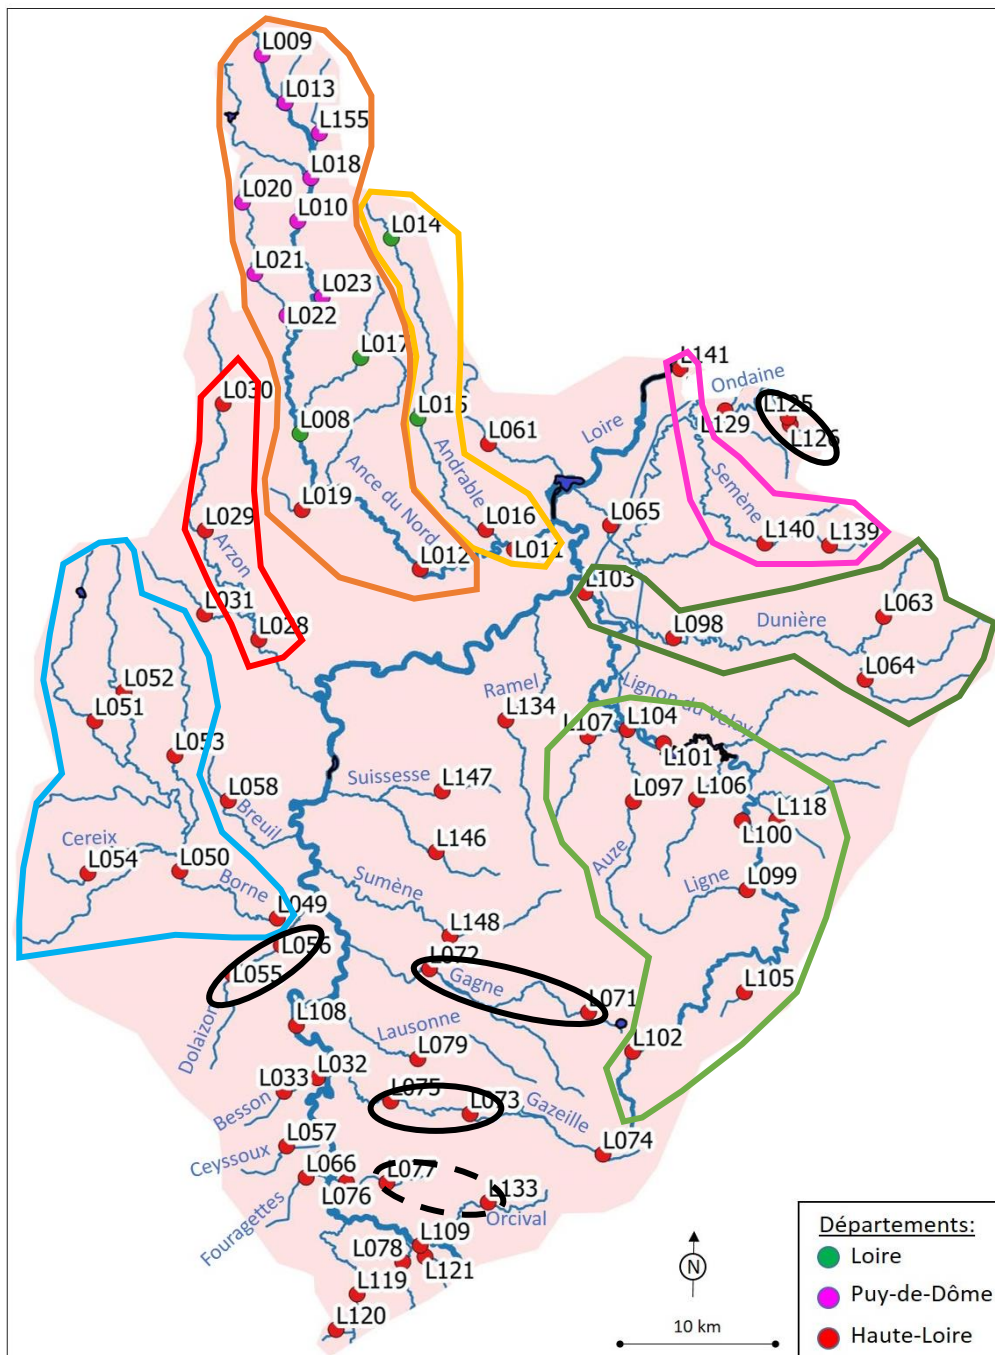 L009
L013
L155
L018
L020
L010
L014
L021
L023
L022
L017
L141
Ondaine
L030
L125
L015
L129
L008
L061
Loire
L126
Andrable
Semène
Ance du Nord
L019
L029
L016
L065
L140
L139
Arzon
L012
L011
L103
L031
L063
L028
L098
Dunière
L052
Ramel
L064
Lignon du Velay
L051
L134
L107
L104
L053
L101
Suissesse
L147
L058
L097
L106
L118
Breuil
L100
Cereix
L146
L054
L050
Auze
Sumène
Ligne
L099
Borne
L049
L148
L056
L072
L055
Gagne
L071
L105
Dolaizon
L108
Lausonne
L079
L102
L032
L033
L075
L073
Gazeille
Besson
L057
L074
Ceyssoux
L066
L077
L076
L133
Fouragettes
Orcival
L109
L078
L121
L119
L120
N
10 km
Départements:
Loire
Puy-de-Dôme
Haute-Loire